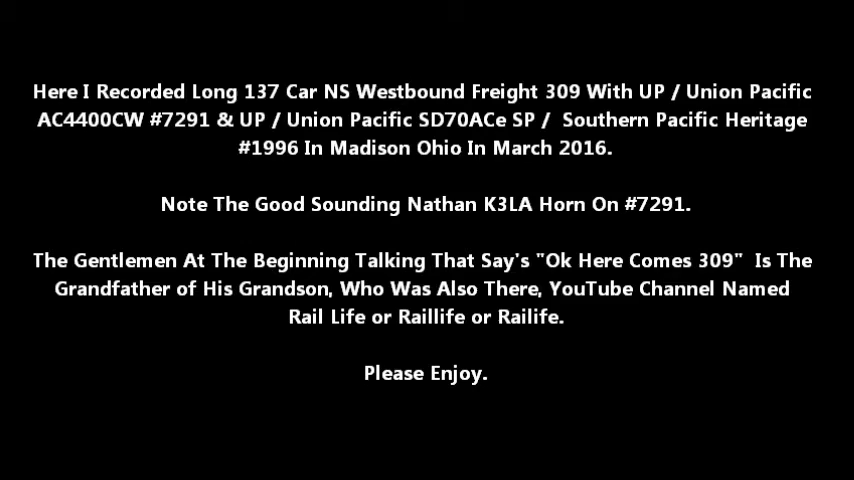 Here I Recorded Long 137 Car NS Westbound Freight 309 With UP / Union Pacific
AC4400CW #7291 & UP / Union Pacific SD70ACe SP /  Southern Pacific Heritage
#1996 In Madison Ohio In March 2016.
Note The Good Sounding Nathan K3LA Horn On #7291.
The Gentlemen At The Beginning Talking That Say's "Ok Here Comes 309"  Is The
Grandfather of His Grandson, Who Was Also There, YouTube Channel Named
Rail Life or Raillife or Railife.
Please Enjoy.